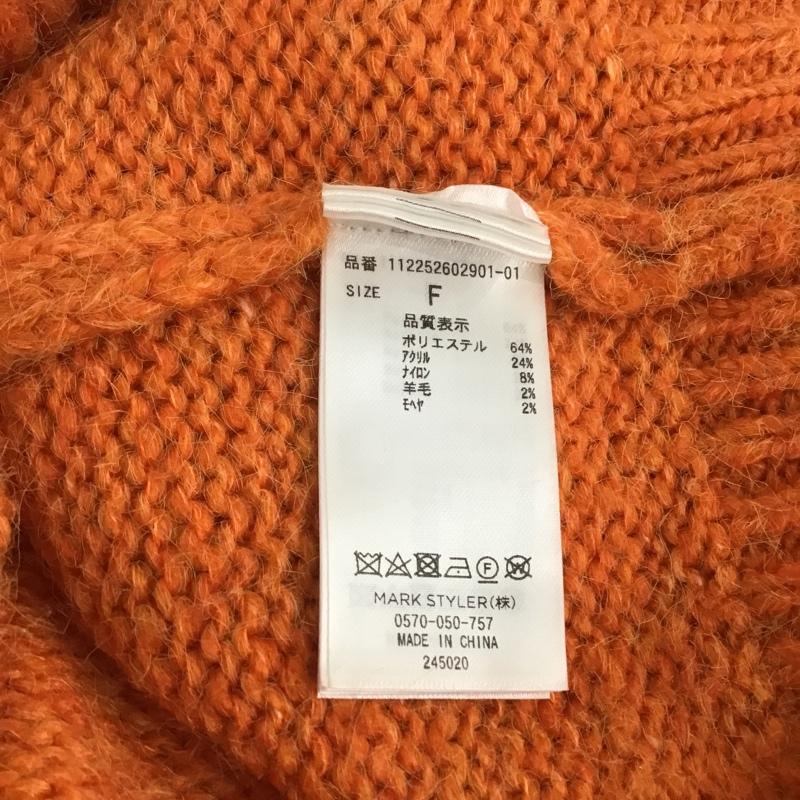 品番 112252602901-01
SIZE F
品質表示
ポリエステル 64%
アクリル 24%
ナイロン 8%
羊毛 2%
モヘヤ 2%
MARK STYLER(株)
0570-050-757
MADE IN CHINA
245020